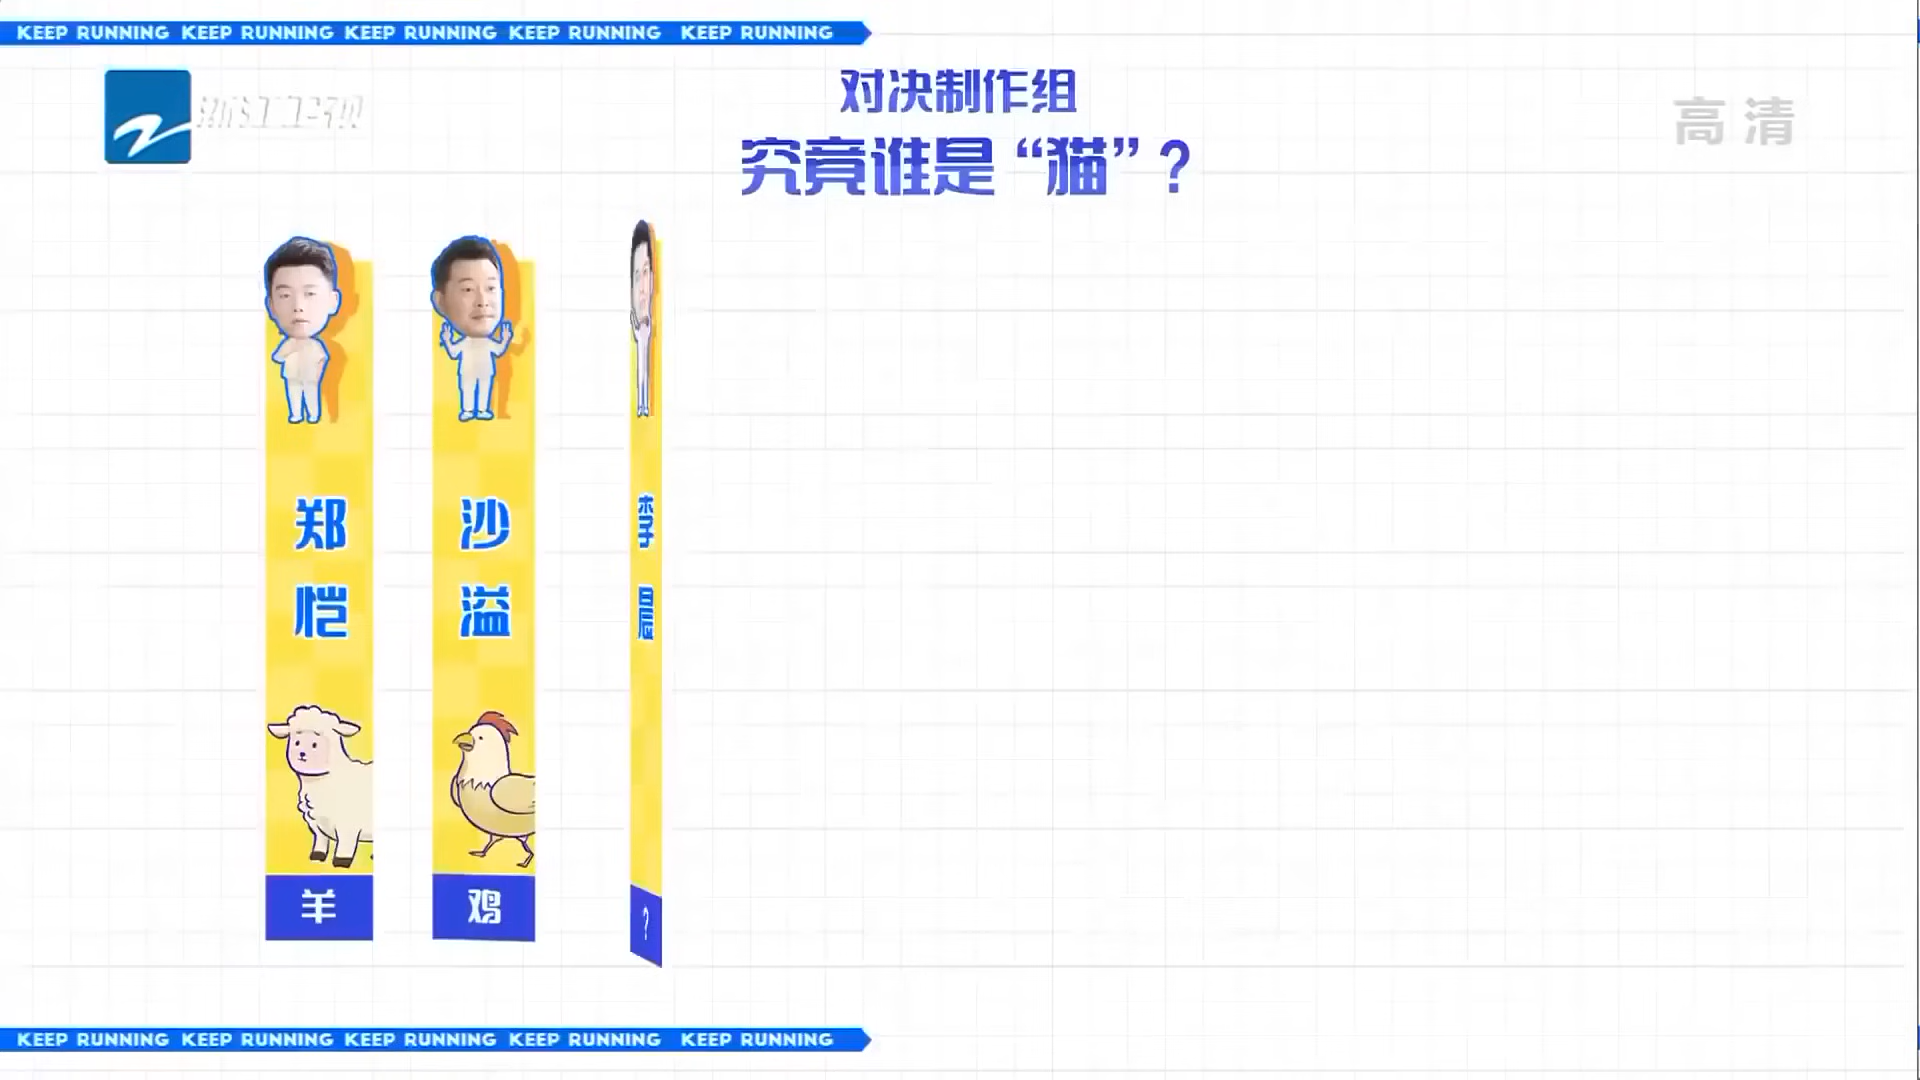 KEEP RUNNING KEEP RUNNING KEEP RUNNING KEEP RUNNING KEEP RUNNING
浙江卫视
高清
对决制作组
究竟谁是“猫”?
郑恺
羊
沙溢
鸡
李晨
?
KEEP RUNNING KEEP RUNNING KEEP RUNNING KEEP RUNNING KEEP RUNNING